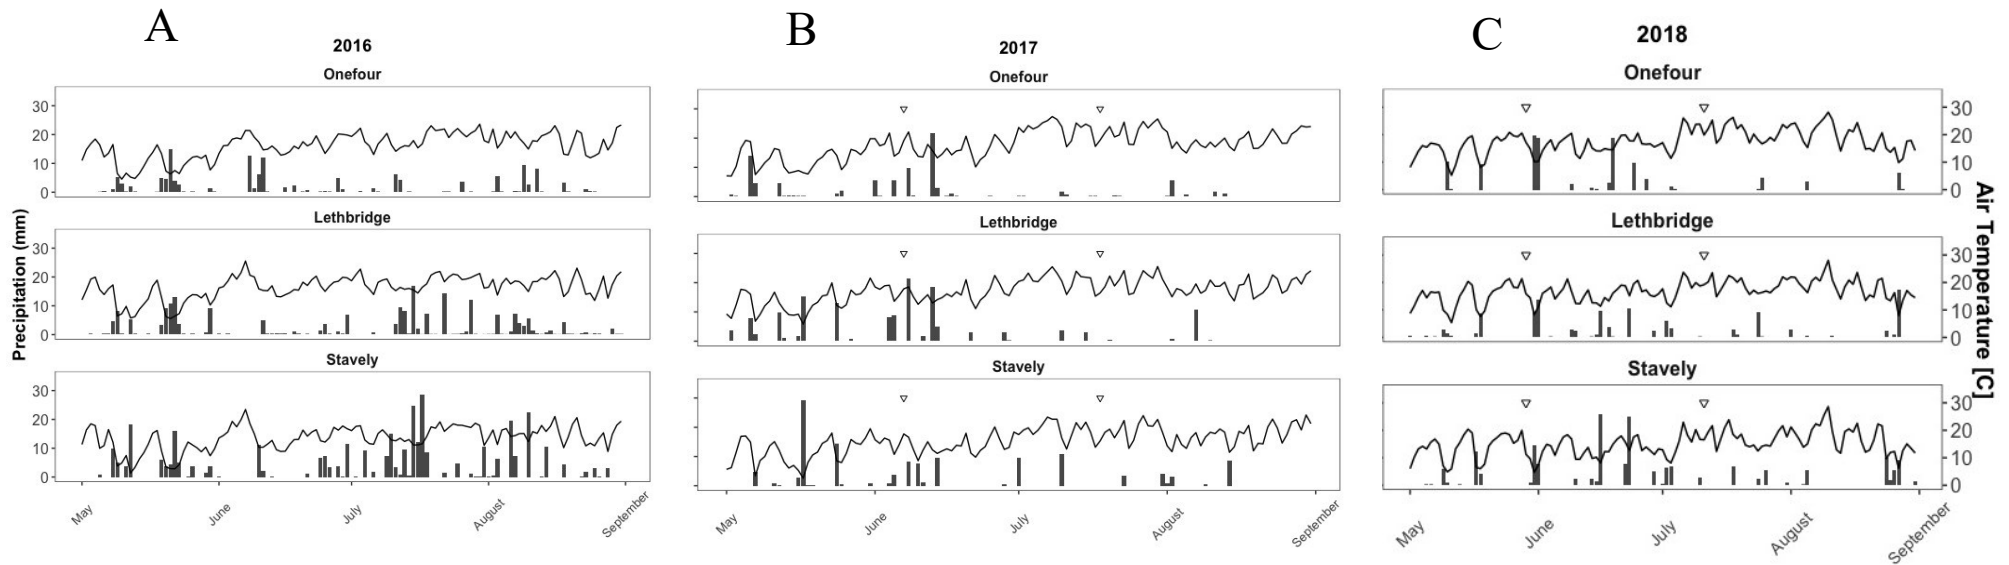 A
2016
Onefour
30
20
10
0
Lethbridge
30
20
10
0
Stavely
30
20
10
0
May
June
July
August
September
Precipitation (mm)
B
2017
Onefour
Lethbridge
Stavely
May
June
July
August
September
C
2018
Onefour
30
20
10
0
Lethbridge
30
20
10
0
Stavely
30
20
10
0
May
June
July
August
September
Air Temperature [C]